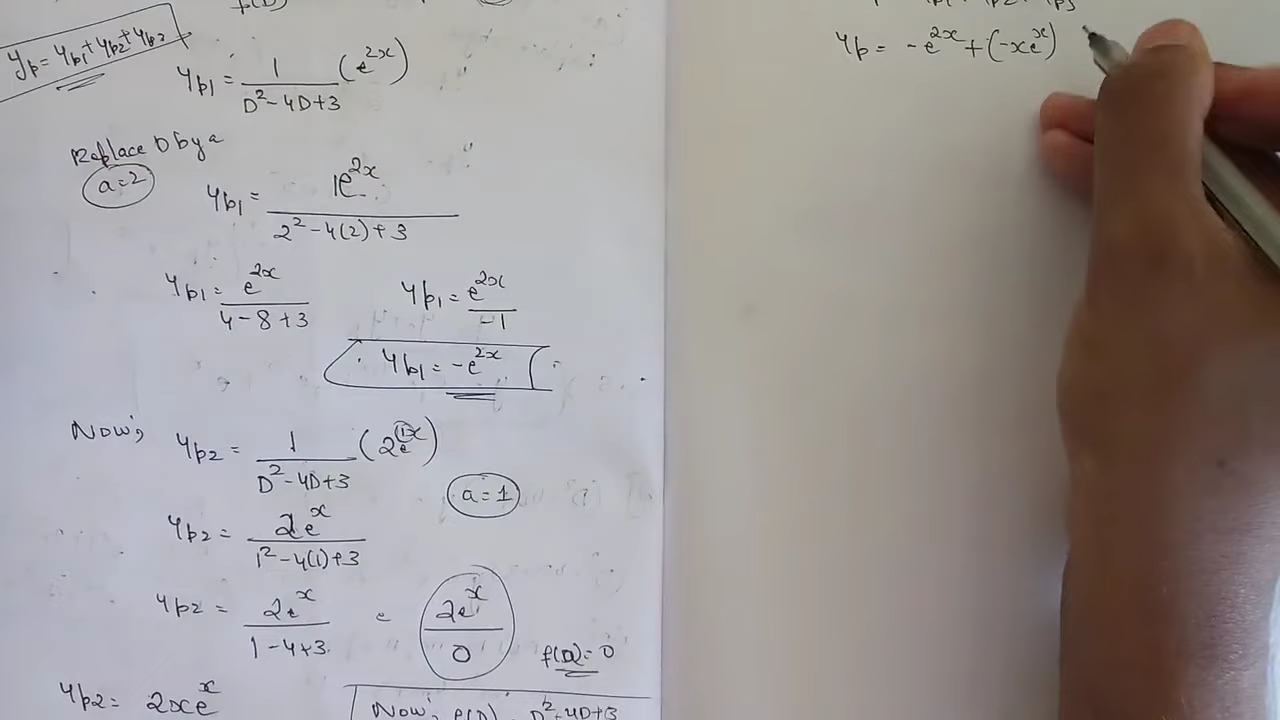 f(D)
yp = yp1 + yp2 + yp2
yp1 = 1/(D² - 4D + 3) (e^2x)
Replace D by a
a = 2
yp1 = 1e^2x/(2² - 4(2) + 3)
yp1 = e^2x/(4 - 8 + 3)
yp1 = e^2x/-1
yp1 = -e^2x
Now,
yp2 = 1/(D² - 4D + 3) (2e^1x)
a = 1
yp2 = 2e^x/(1² - 4(1) + 3)
yp2 = 2e^x/(1 - 4 + 3) = 2e^x/0
f(D) = 0
yp2 = 2xe^x
Now, f(D) = D² - 4D + 3
yp = -e^2x + (-xe^x)